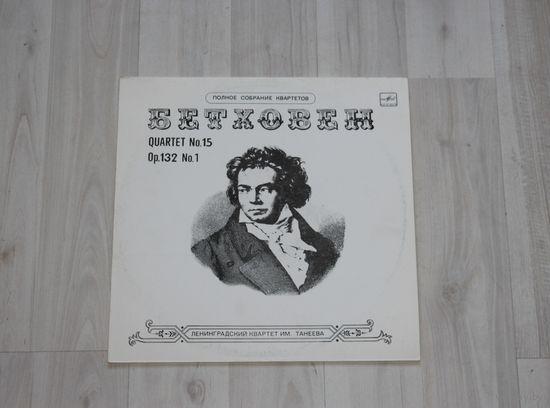 ПОЛНОЕ СОБРАНИЕ КВАРТЕТОВ
БЕТХОВЕН
QUARTET No.15
Op.132 No.1
ЛЕНИНГРАДСКИЙ КВАРТЕТ ИМ. ТАНЕЕВА